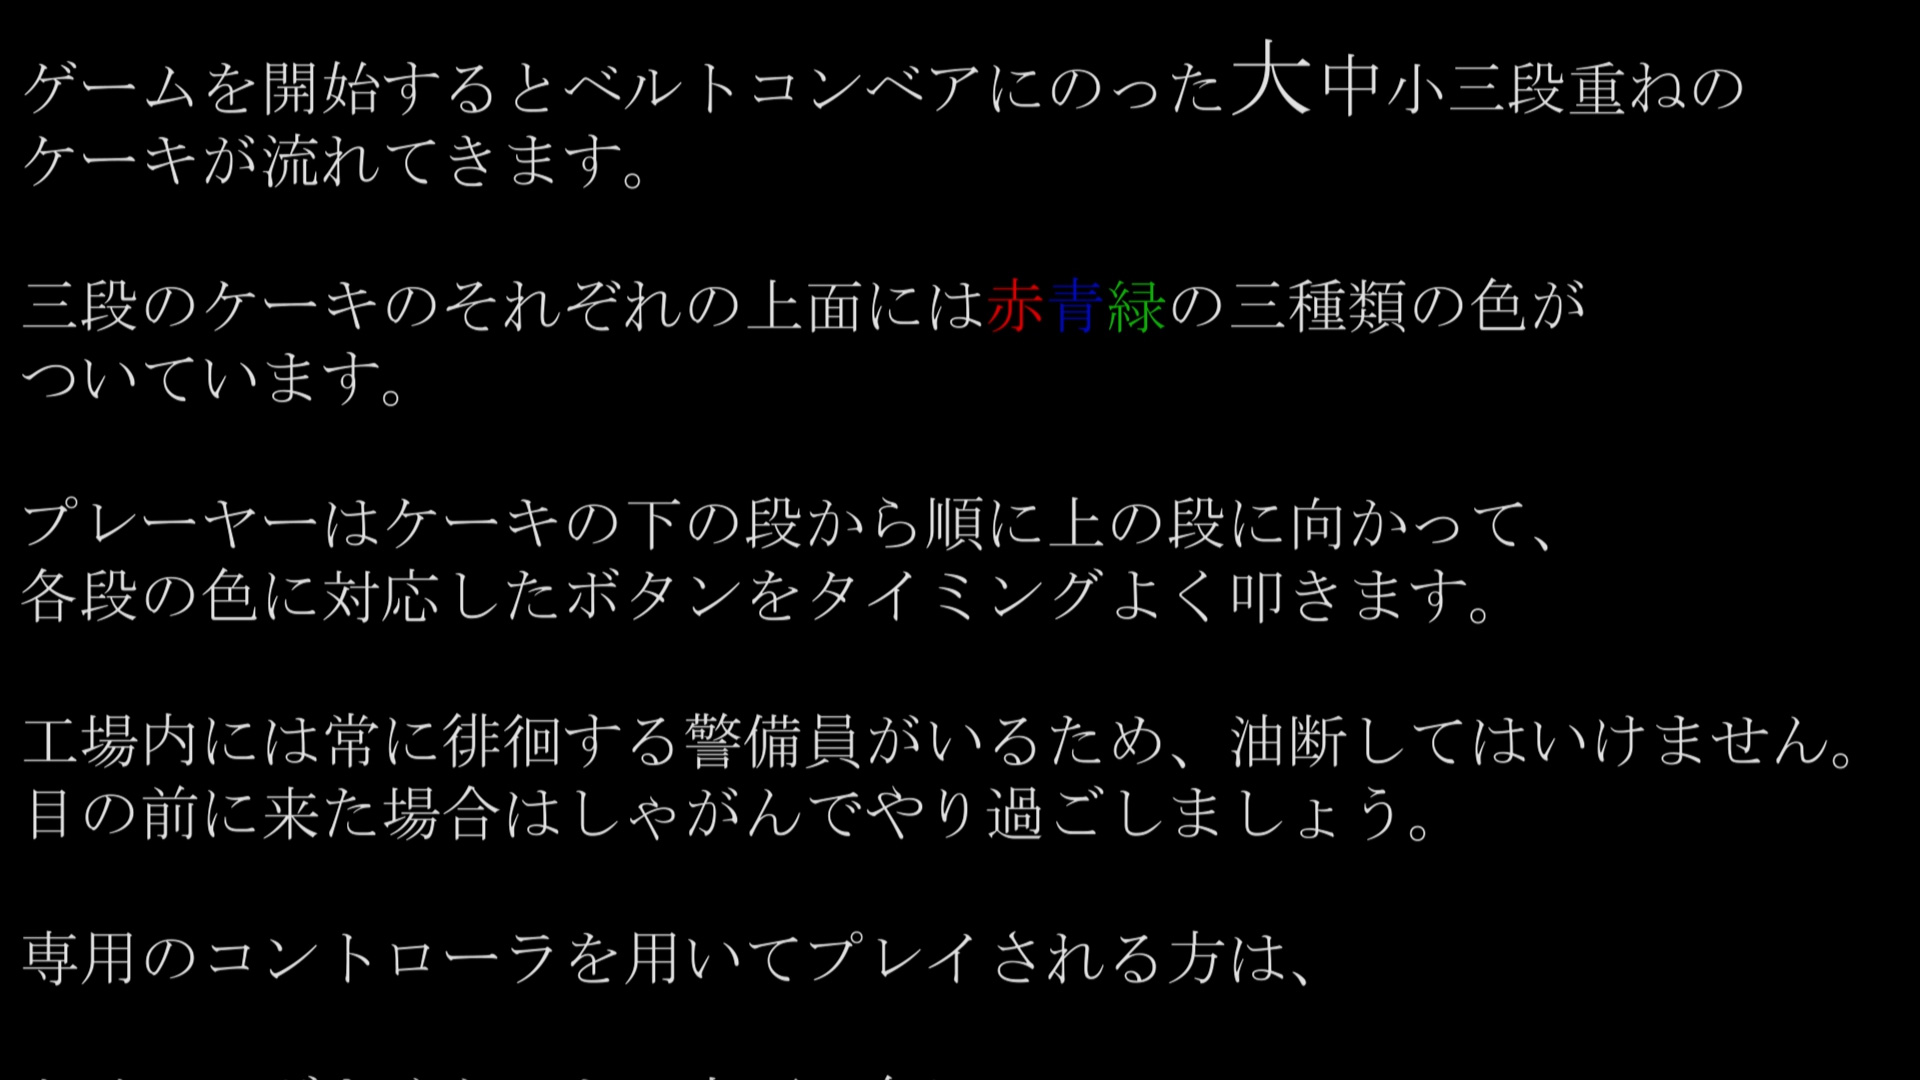 ゲームを開始するとベルトコンベアにのった大中小三段重ねの
ケーキが流れてきます。
三段のケーキのそれぞれの上面には赤青緑の三種類の色が
ついています。
プレーヤーはケーキの下の段から順に上の段に向かって、
各段の色に対応したボタンをタイミングよく叩きます。
工場内には常に徘徊する警備員がいるため、油断してはいけません。
目の前に来た場合はしゃがんでやり過ごしましょう。
専用のコントローラを用いてプレイされる方は、